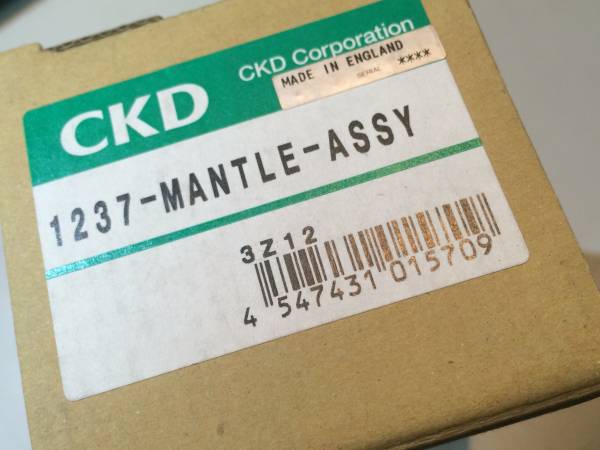 CKD
CKD Corporation
MADE IN ENGLAND
SERIAL ****
1237-MANTLE-ASSY
3Z12
4 547431 015709